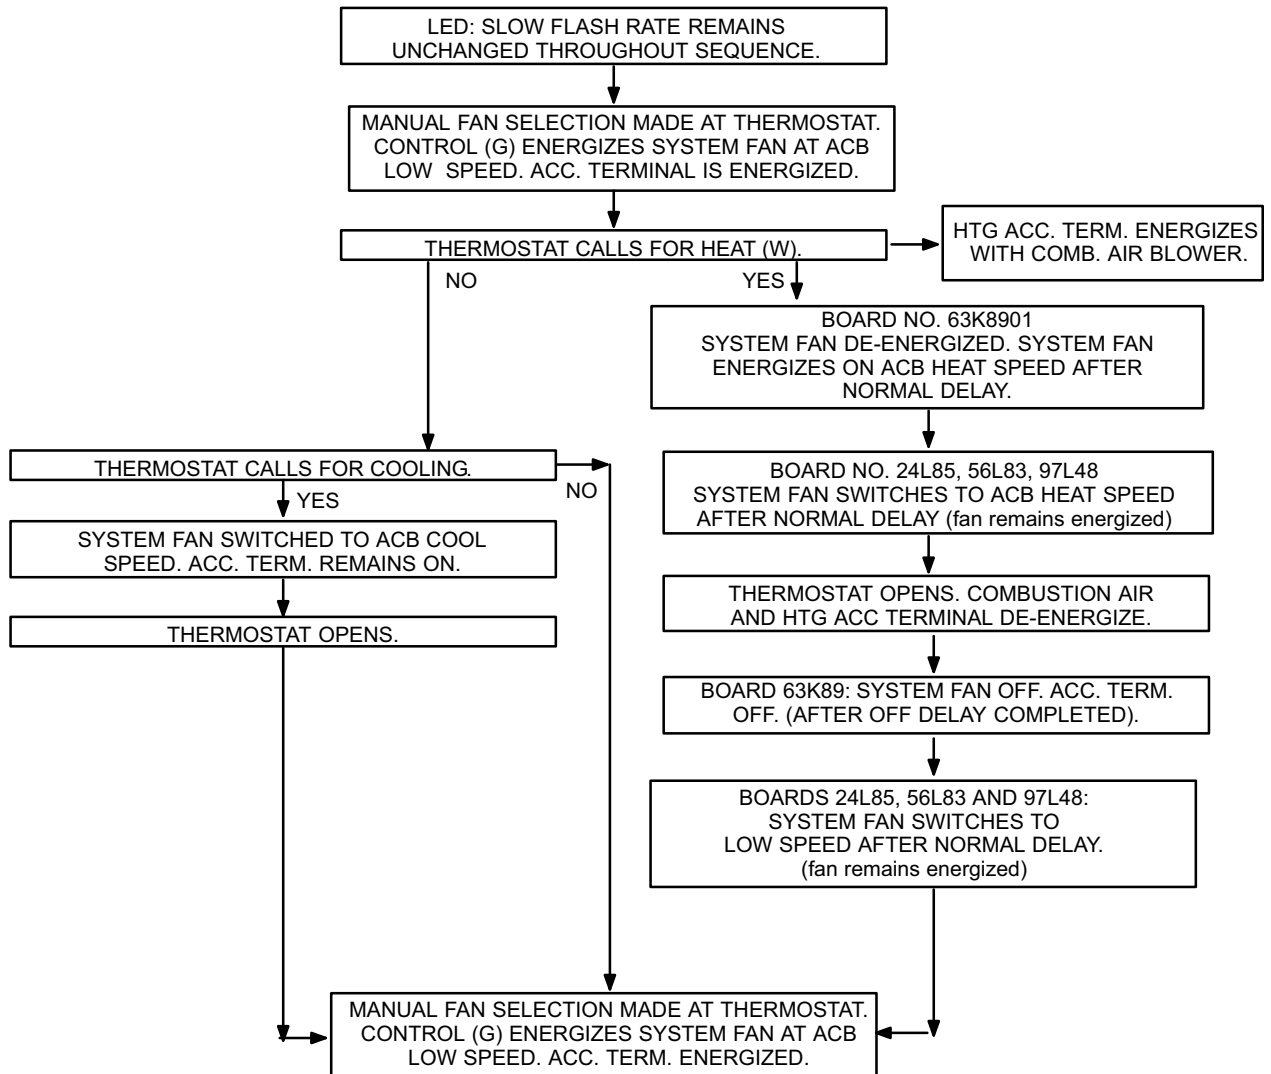 LED: SLOW FLASH RATE REMAINS
UNCHANGED THROUGHOUT SEQUENCE.
MANUAL FAN SELECTION MADE AT THERMOSTAT.
CONTROL (G) ENERGIZES SYSTEM FAN AT ACB
LOW SPEED. ACC. TERMINAL IS ENERGIZED.
THERMOSTAT CALLS FOR HEAT (W).
HTG ACC. TERM. ENERGIZES
WITH COMB. AIR BLOWER.
NO
YES
BOARD NO. 63K8901
SYSTEM FAN DE-ENERGIZED. SYSTEM FAN
ENERGIZES ON ACB HEAT SPEED AFTER
NORMAL DELAY.
THERMOSTAT CALLS FOR COOLING.
NO
YES
SYSTEM FAN SWITCHED TO ACB COOL
SPEED. ACC. TERM. REMAINS ON.
THERMOSTAT OPENS.
BOARD NO. 24L85, 56L83, 97L48
SYSTEM FAN SWITCHES TO ACB HEAT SPEED
AFTER NORMAL DELAY (fan remains energized)
THERMOSTAT OPENS. COMBUSTION AIR
AND HTG ACC TERMINAL DE-ENERGIZE.
BOARD 63K89: SYSTEM FAN OFF. ACC. TERM.
OFF. (AFTER OFF DELAY COMPLETED).
BOARDS 24L85, 56L83 AND 97L48:
SYSTEM FAN SWITCHES TO
LOW SPEED AFTER NORMAL DELAY.
(fan remains energized)
MANUAL FAN SELECTION MADE AT THERMOSTAT.
CONTROL (G) ENERGIZES SYSTEM FAN AT ACB
LOW SPEED. ACC. TERM. ENERGIZED.